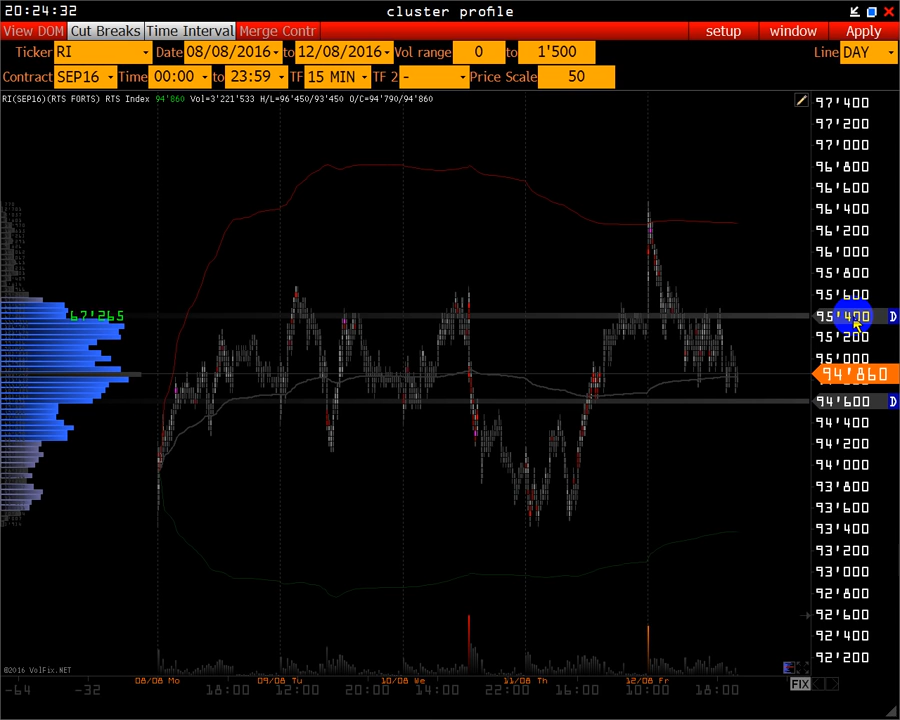 20:24:32 cluster profile
View DOM Cut Breaks Time Interval Merge Contr setup window Apply
Ticker RI Date 08/08/2016 to 12/08/2016 Vol range 0 to 1'500 Line DAY
Contract SEP16 Time 00:00 to 23:59 TF 15 MIN TF 2 - Price Scale 50
RI(SEP16)(RTS FORTS) RTS Index 94'860 Vol=3'221'533 H/L=96'450/93'450 O/C=94'790/94'860
97'400
97'200
97'000
96'800
96'600
96'400
96'200
96'000
95'800
95'600
67'265 95'400 D
95'200
95'000
94'860
94'600 D
94'400
94'200
94'000
93'800
93'600
93'400
93'200
93'000
92'800
92'600
92'400
92'200
©2016 VolFix.NET
08/08 Mo 09/08 Tu 10/08 We 11/08 Th 12/08 Fr
-64 -32 18:00 12:00 20:00 14:00 22:00 16:00 10:00 18:00 FIX